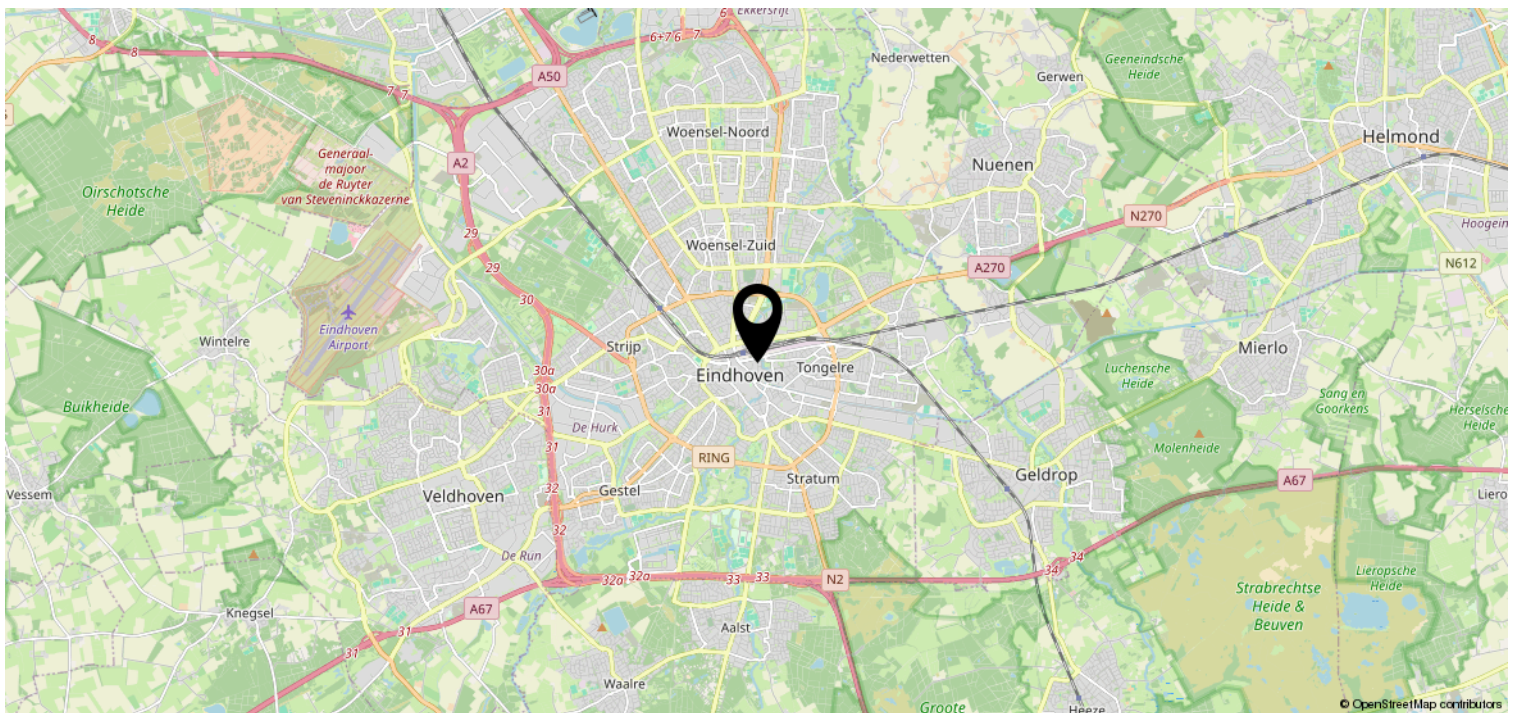 Ekkersrijt
6
6+7 6
7
8
8
A50
Nederwetten
Geeneindsche
Heide
Gerwen
7 7
Woensel-Noord
Helmond
A2
Generaal-
majoor
de Ruyter
van Steveninckkazerne
Nuenen
Oirschotsche
Heide
N270
Hoogein
29
Woensel-Zuid
29
A270
N612
30
Eindhoven
Airport
Wintelre
Strijp
Mierlo
30a
30a
Eindhoven
Tongelre
Luchensche
Heide
Buikheide
31
Sang en
Goorkens
Herselsche
Heide
De Hurk
31
RING
Molenheide
Geldrop
Stratum
A67
32
Gestel
Vessem
Veldhoven
Liero
32
De Run
34
34
32a 32a
33
33
N2
Lieropsche
Heide
Strabrechtse
Heide &
Beuven
Knegsel
A67
31
31
Aalst
Waalre
Groote
Heeze
© OpenStreetMap contributors